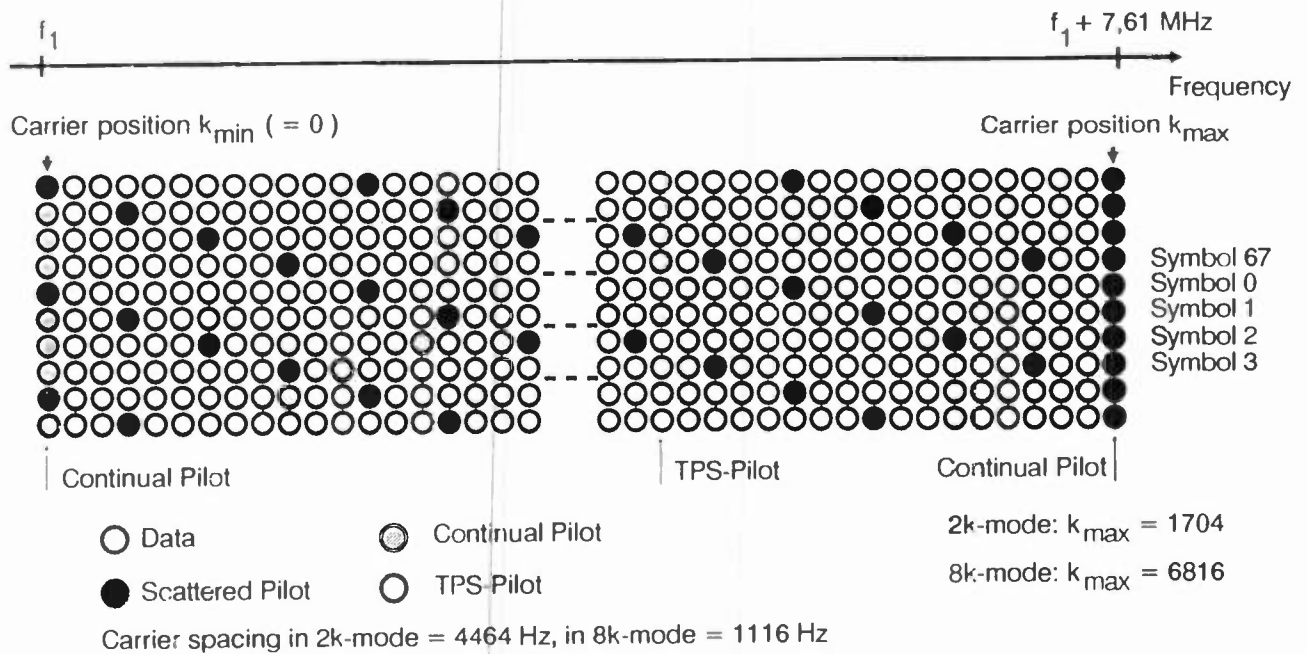 f1
f1 + 7,61 MHz
Frequency
Carrier position kmin ( = 0 )
Carrier position kmax
Symbol 67
Symbol 0
Symbol 1
Symbol 2
Symbol 3
Continual Pilot
TPS-Pilot
Continual Pilot
Data
Continual Pilot
2k-mode: kmax = 1704
Scattered Pilot
TPS-Pilot
8k-mode: kmax = 6816
Carrier spacing in 2k-mode = 4464 Hz, in 8k-mode = 1116 Hz